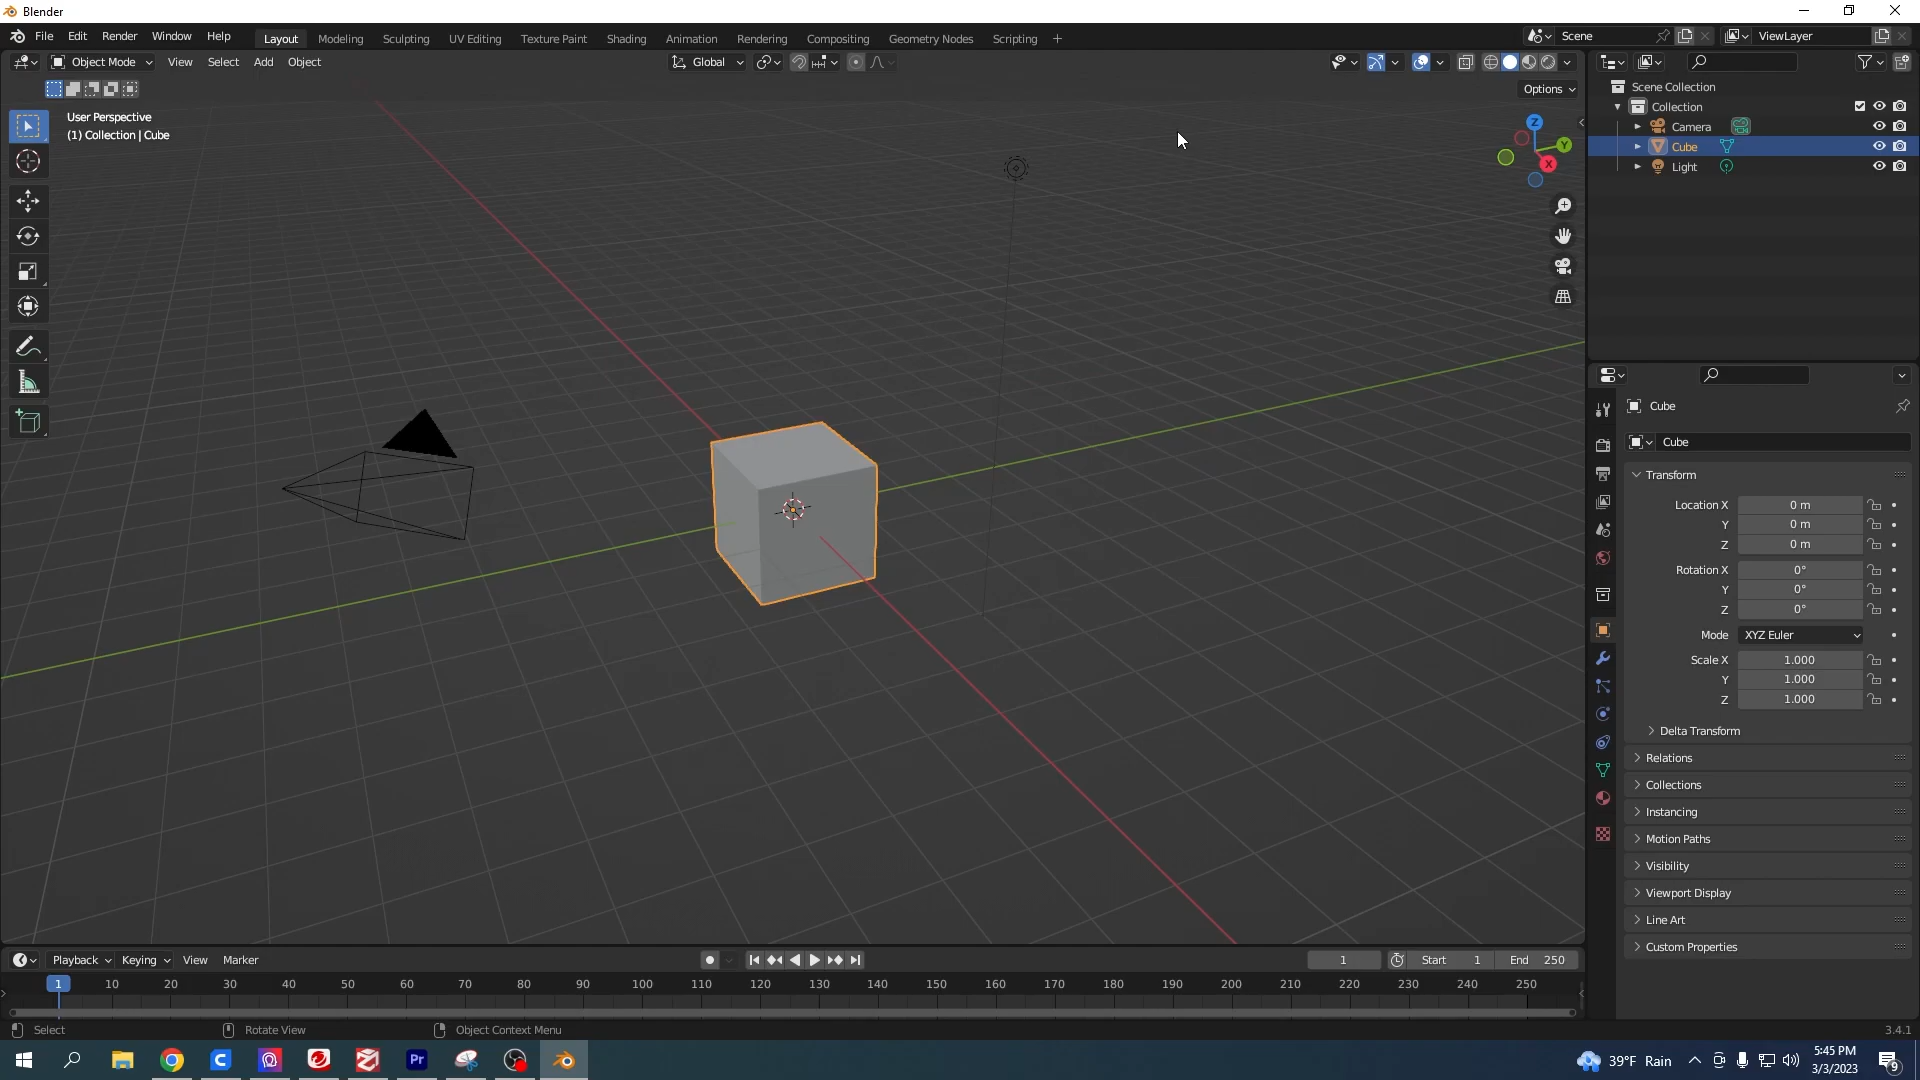 Blender
File Edit Render Window Help Layout Modeling Sculpting UV Editing Texture Paint Shading Animation Rendering Compositing Geometry Nodes Scripting + Scene ViewLayer
Object Mode View Select Add Object Global
Options
User Perspective
(1) Collection | Cube
Z
Y
X
Scene Collection
Collection
Camera
Cube
Light
Cube
Cube
Transform
Location X 0 m
Y 0 m
Z 0 m
Rotation X 0°
Y 0°
Z 0°
Mode XYZ Euler
Scale X 1.000
Y 1.000
Z 1.000
Delta Transform
Relations
Collections
Instancing
Motion Paths
Visibility
Viewport Display
Line Art
Custom Properties
Playback Keying View Marker 1 Start 1 End 250
1 10 20 30 40 50 60 70 80 90 100 110 120 130 140 150 160 170 180 190 200 210 220 230 240 250
Select Rotate View Object Context Menu 3.4.1
C Z Pr 39°F Rain 5:45 PM
3/3/2023
9